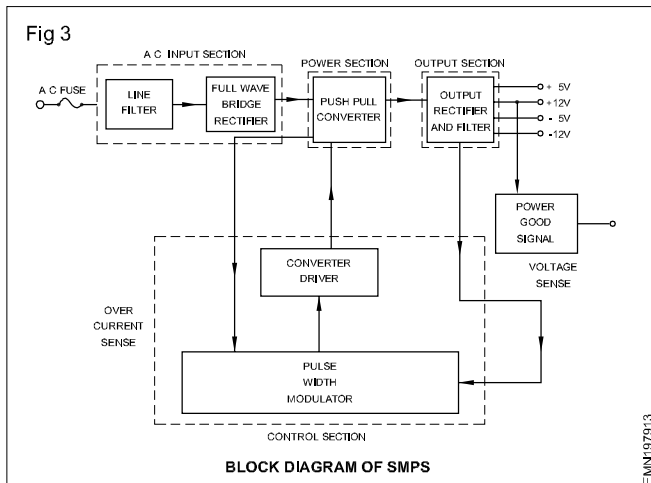 Fig 3
A C INPUT SECTION
A C FUSE
LINE
FILTER
FULL WAVE
BRIDGE
RECTIFIER
POWER SECTION
PUSH PULL
CONVERTER
OUTPUT SECTION
OUTPUT
RECTIFIER
AND FILTER
+ 5V
+12V
- 5V
-12V
POWER
GOOD
SIGNAL
VOLTAGE
SENSE
CONVERTER
DRIVER
OVER
CURRENT
SENSE
PULSE
WIDTH
MODULATOR
CONTROL SECTION
BLOCK DIAGRAM OF SMPS
EMN197913